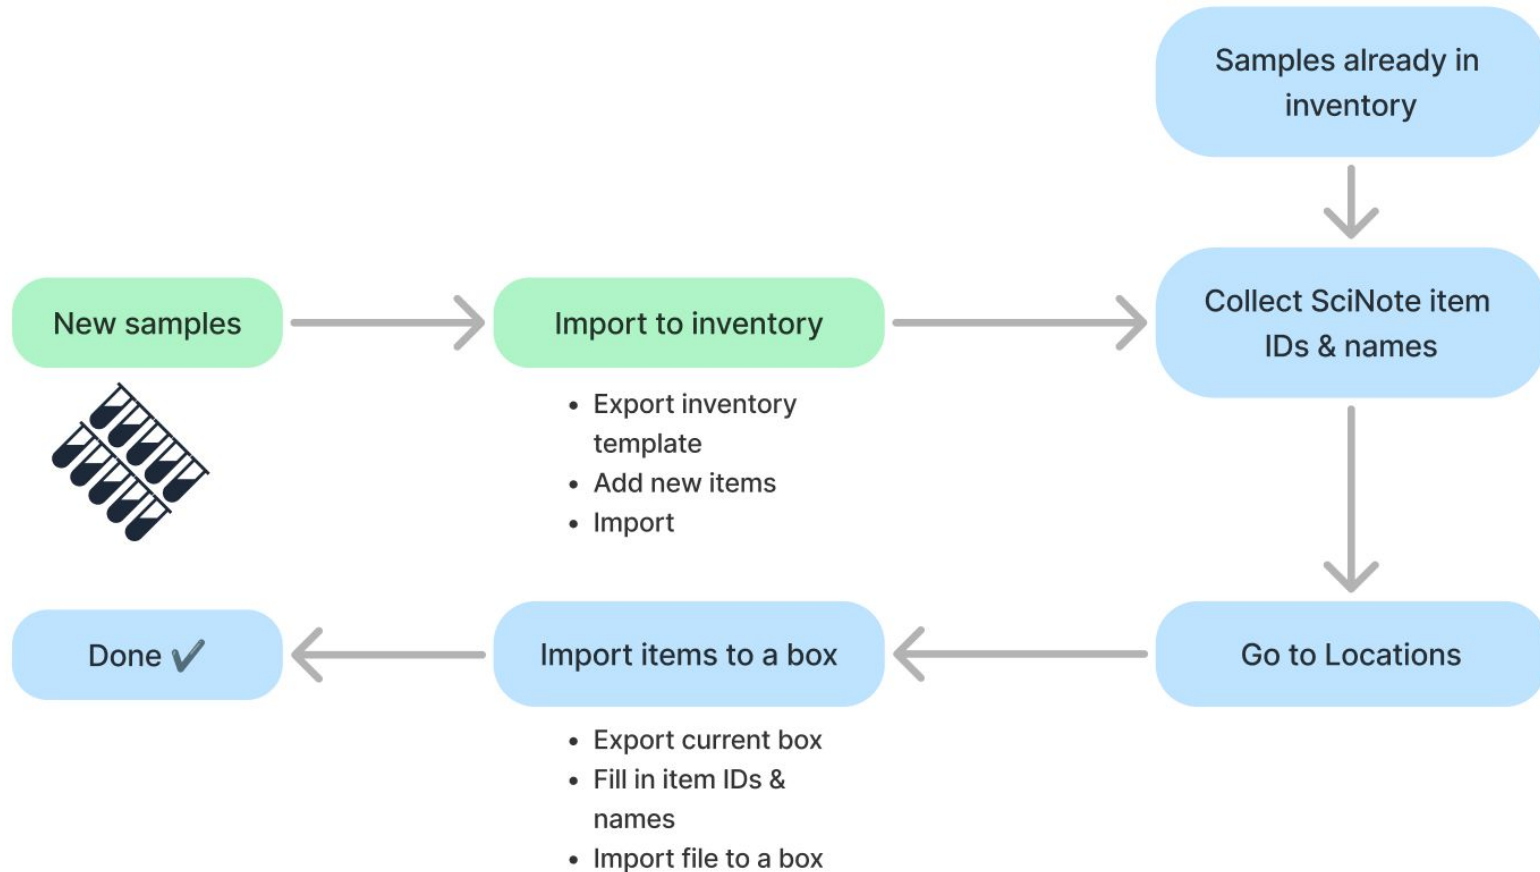 Samples already in
inventory
New samples
Import to inventory
Collect SciNote item
IDs & names
• Export inventory
template
• Add new items
• Import
Done ✔
Import items to a box
Go to Locations
• Export current box
• Fill in item IDs &
names
• Import file to a box